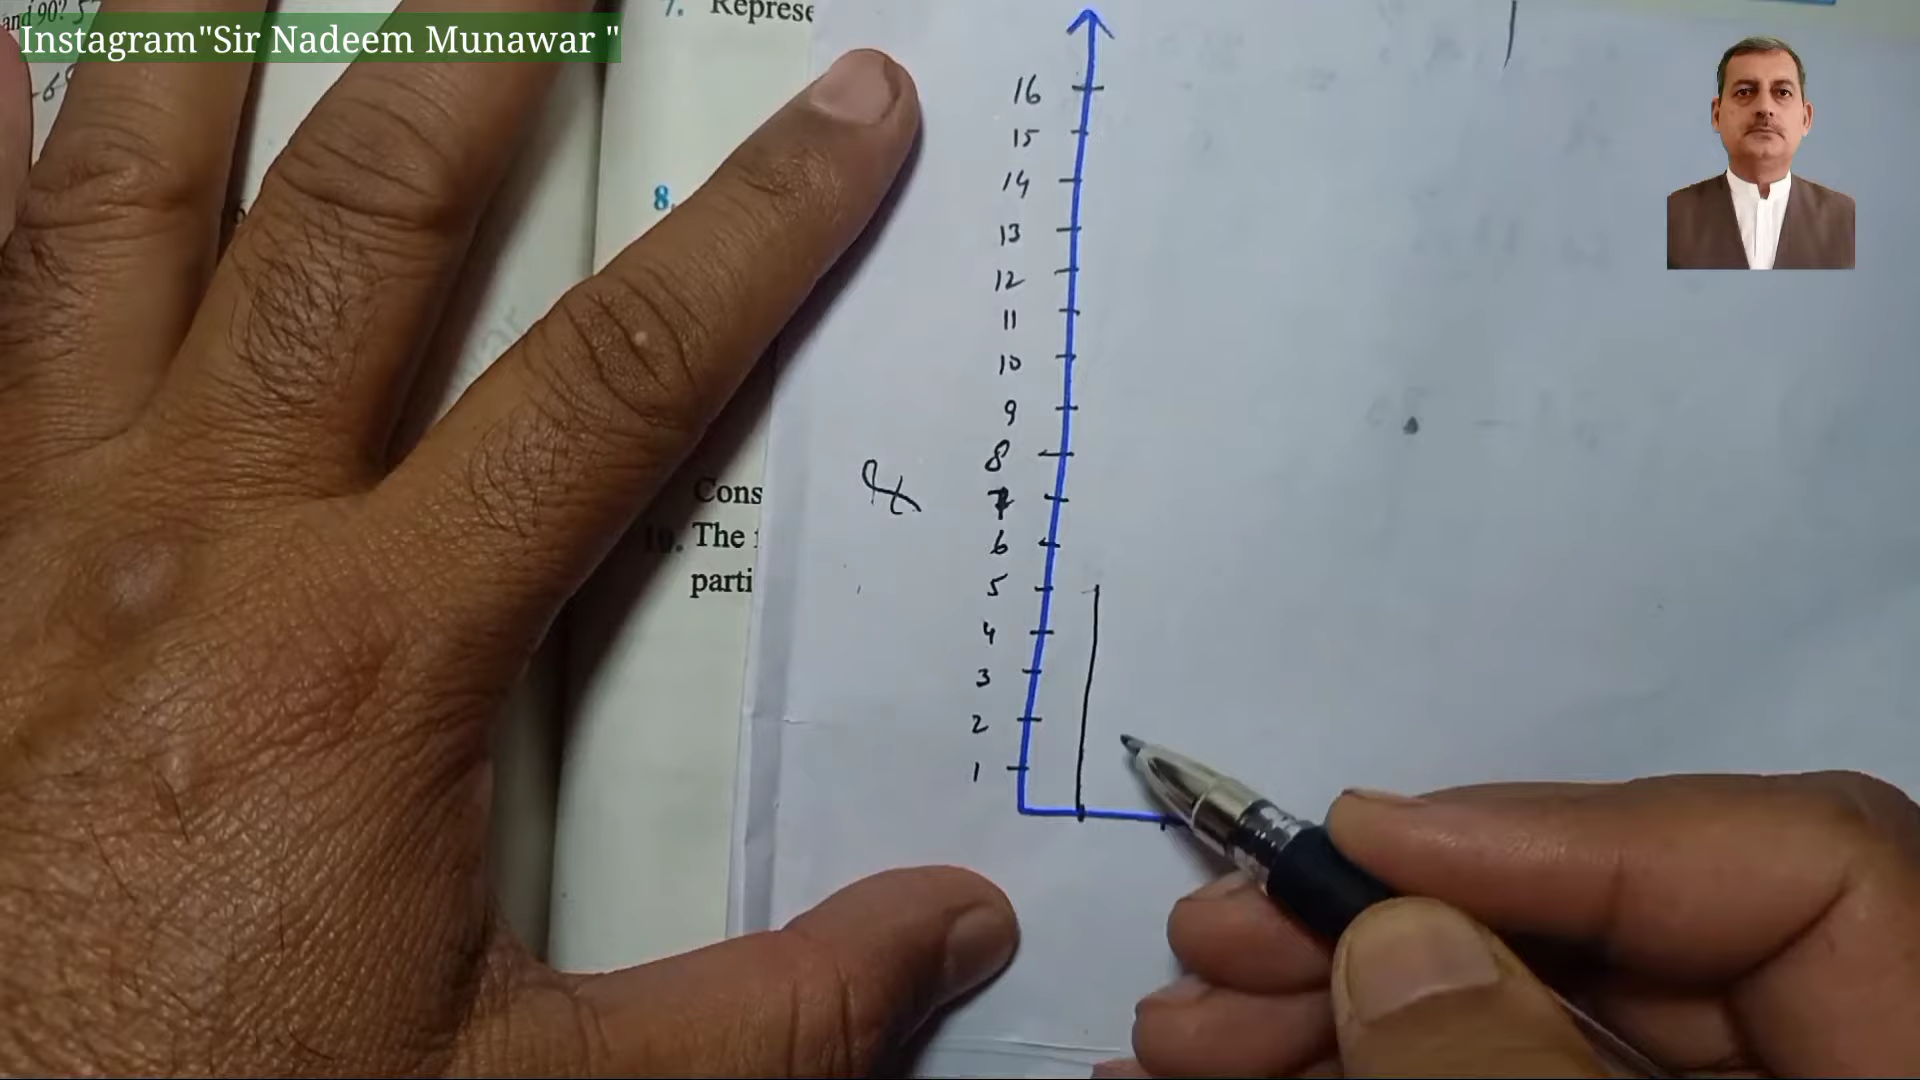 and 90?
Instagram"Sir Nadeem Munawar "
7. Represe
8.
Cons
10. The
parti
16
15
14
13
12
11
10
9
8
7
6
5
4
3
2
1